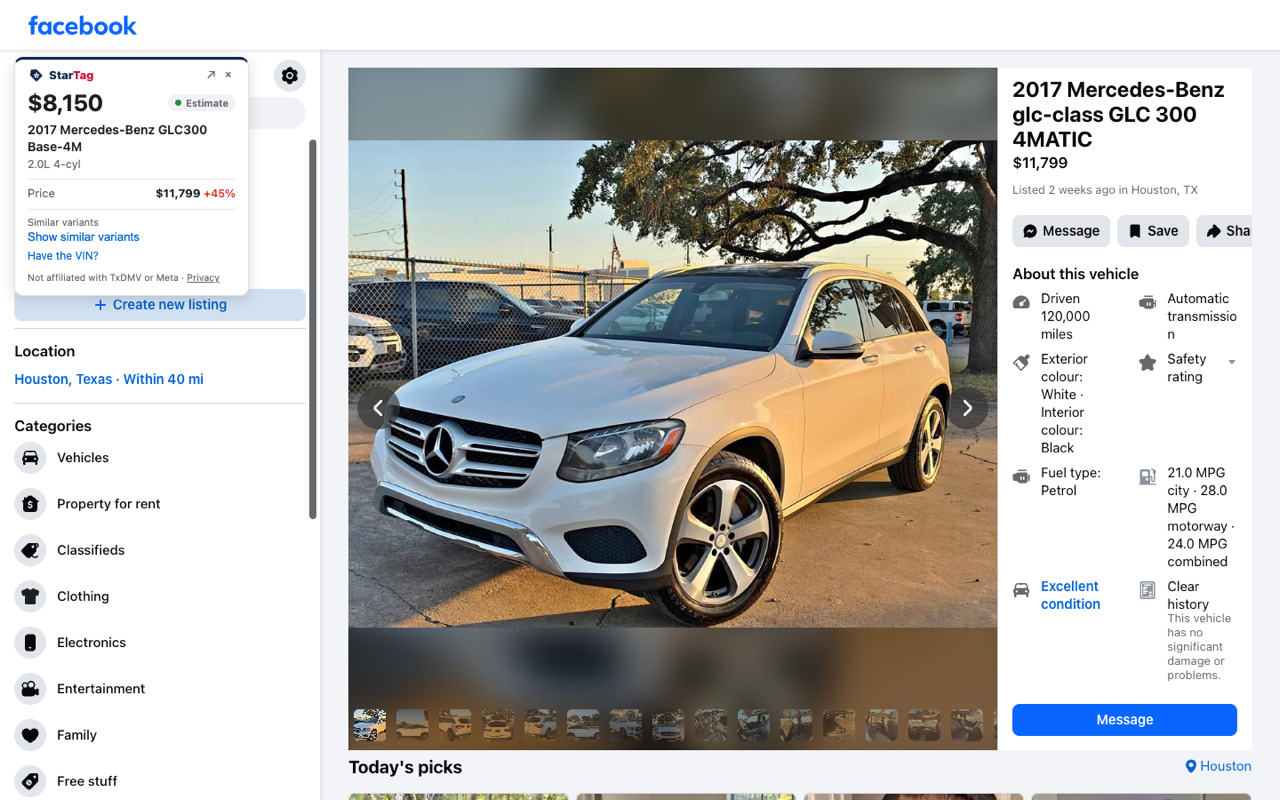 facebook
StarTag
$8,150
Estimate
2017 Mercedes-Benz GLC300
Base-4M
2.0L 4-cyl
Price $11,799 +45%
Similar variants
Show similar variants
Have the VIN?
Not affiliated with TxDMV or Meta · Privacy
+ Create new listing
Location
Houston, Texas · Within 40 mi
Categories
Vehicles
Property for rent
Classifieds
Clothing
Electronics
Entertainment
Family
Free stuff
2017 Mercedes-Benz
glc-class GLC 300
4MATIC
$11,799
Listed 2 weeks ago in Houston, TX
Message
Save
Sha
About this vehicle
Driven
120,000
miles
Automatic
transmissio
n
Exterior
colour:
White ·
Interior
colour:
Black
Safety
rating
Fuel type:
Petrol
21.0 MPG
city · 28.0
MPG
motorway ·
24.0 MPG
combined
Excellent
condition
Clear
history
This vehicle
has no
significant
damage or
problems.
Message
Today's picks
Houston